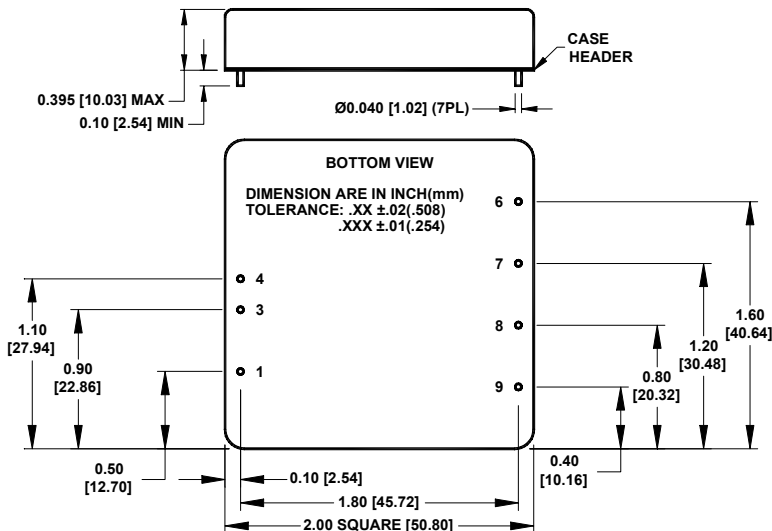 CASE
HEADER
0.395 [10.03] MAX
0.10 [2.54] MIN
Ø0.040 [1.02] (7PL)
BOTTOM VIEW
DIMENSION ARE IN INCH(mm)
TOLERANCE: .XX ±.02(.508)
.XXX ±.01(.254)
6
7
4
3
8
1
9
1.10
[27.94]
0.90
[22.86]
0.50
[12.70]
1.60
[40.64]
1.20
[30.48]
0.80
[20.32]
0.40
[10.16]
0.10 [2.54]
1.80 [45.72]
2.00 SQUARE [50.80]